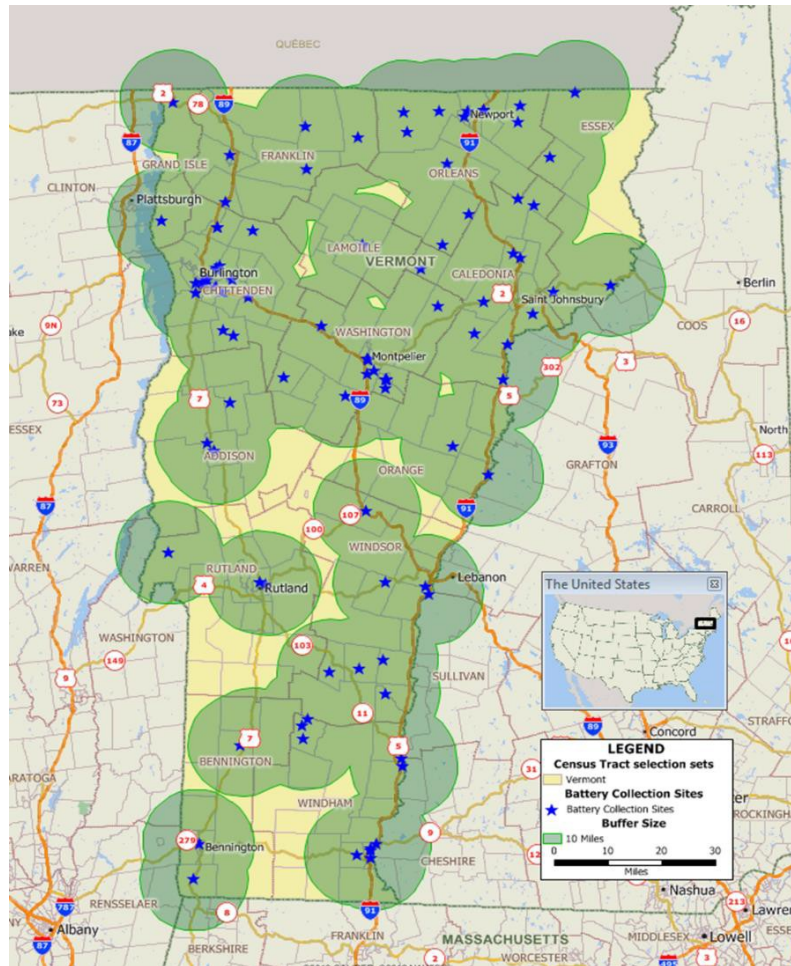 QUÉBEC
2
78
89
87
Newport
ESSEX
91
GRAND ISLE
FRANKLIN
ORLEANS
CLINTON
Plattsburgh
LAMOILLE
VERMONT
Burlington
CALEDONIA
Berlin
CHITTENDEN
2
Saint Johnsbury
COOS
16
9N
WASHINGTON
Montpelier
302
3
7
89
5
73
ESSEX
North
93
113
ADDISON
ORANGE
GRAFTON
87
91
CARROLL
107
100
WINDSOR
WARREN
RUTLAND
Lebanon
4
Rutland
The United States
WASHINGTON
103
149
SULLIVAN
9
11
89
STRAFFO
7
5
Concord
BENNINGTON
LEGEND
Census Tract selection sets
Vermont
31
Battery Collection Sites
Battery Collection Sites
WINDHAM
Buffer Size
10 Miles
279
Bennington
9
0 10 20 30
Miles
CHESHIRE
Nashua
RENSSELAER
787
8
91
213
Albany
87
FRANKLIN
MASSACHUSETTS
MIDDLESEX
Lowell
BERKSHIRE
2
WORCESTER
495
3